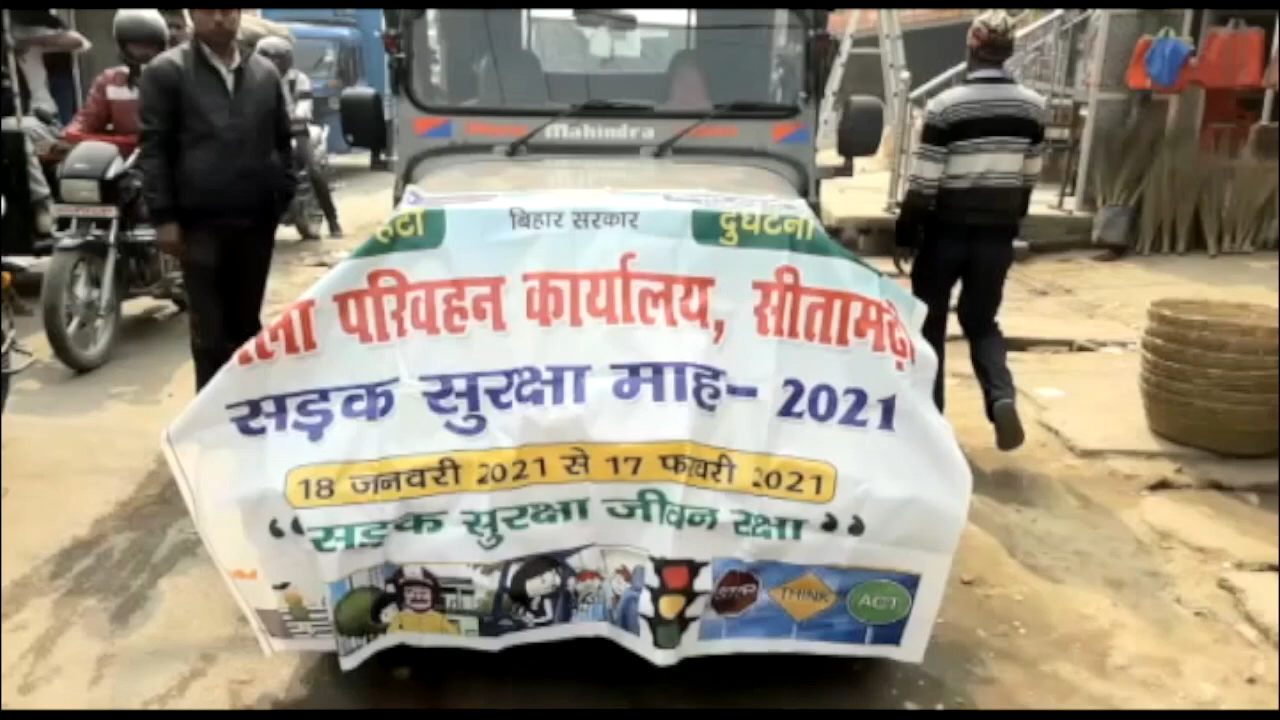 Mahindra
बिहार सरकार दुर्घटना
परिवहन कार्यालय, सीतामढ़ी
सड़क सुरक्षा माह- 2021
18 जनवरी 2021 से 17 फरवरी 2021
“सड़क सुरक्षा जीवन रक्षा”
STOP THINK ACT